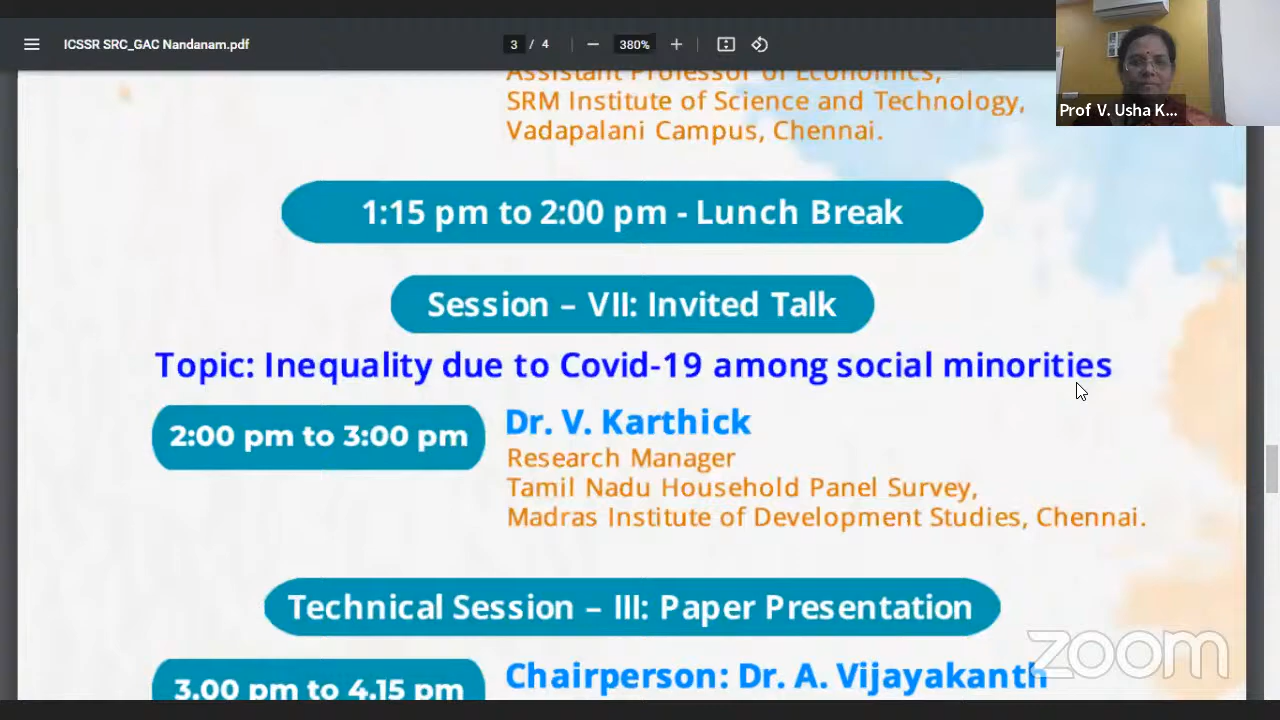 ICSSR SRC_GAC Nandanam.pdf
3 / 4
380%
Prof V. Usha K...
Assistant Professor of Economics,
SRM Institute of Science and Technology,
Vadapalani Campus, Chennai.
1:15 pm to 2:00 pm - Lunch Break
Session – VII: Invited Talk
Topic: Inequality due to Covid-19 among social minorities
2:00 pm to 3:00 pm
Dr. V. Karthick
Research Manager
Tamil Nadu Household Panel Survey,
Madras Institute of Development Studies, Chennai.
Technical Session – III: Paper Presentation
3.00 pm to 4.15 pm
Chairperson: Dr. A. Vijayakanth
zoom